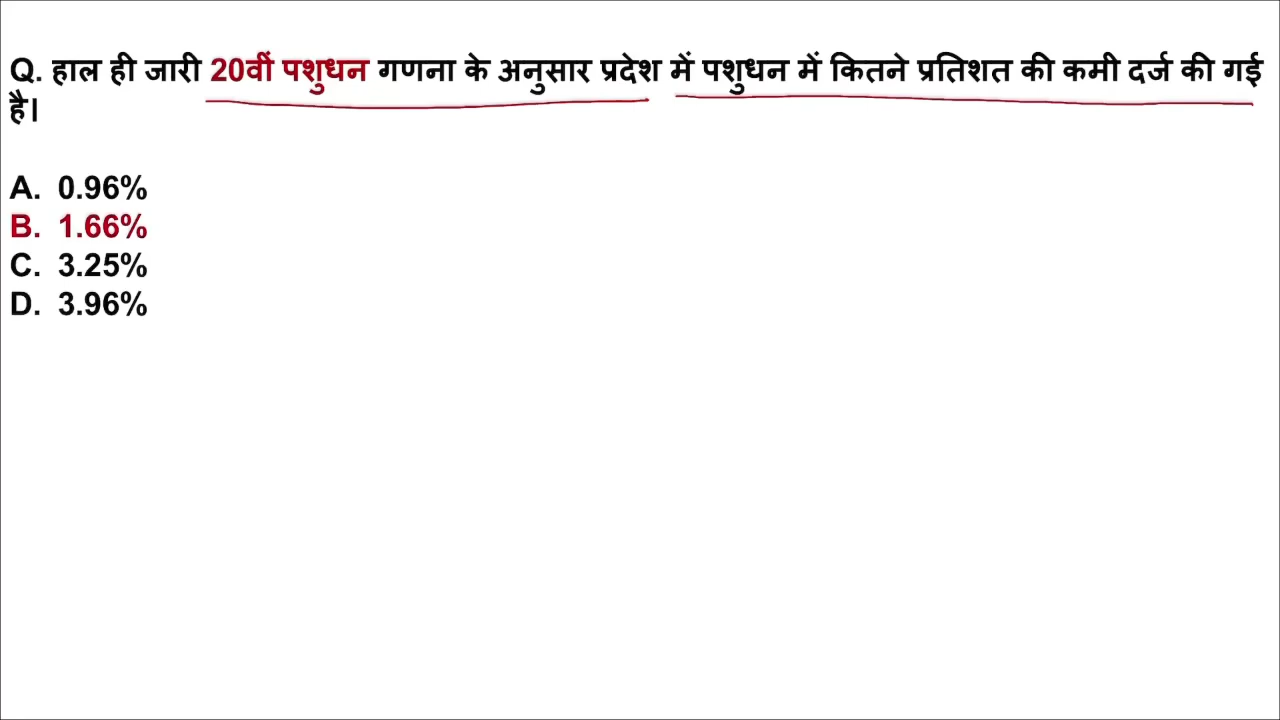 Q. हाल ही जारी 20वीं पशुधन गणना के अनुसार प्रदेश में पशुधन में कितने प्रतिशत की कमी दर्ज की गई
है।
A. 0.96%
B. 1.66%
C. 3.25%
D. 3.96%